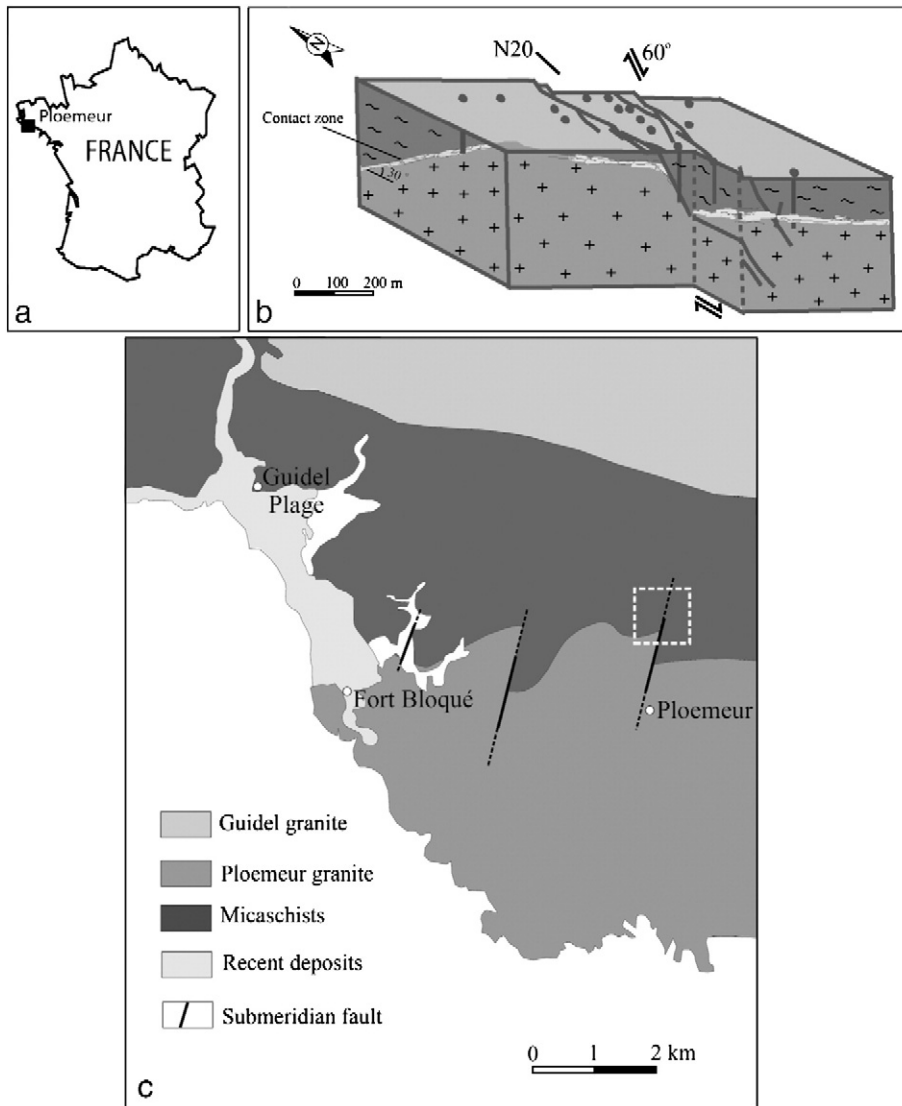 Ploemeur
FRANCE
a
N
N20
60°
Contact zone
0 100 200 m
b
Guidel
Plage
Fort Bloqué
Ploemeur
Guidel granite
Ploemeur granite
Micaschists
Recent deposits
Submeridian fault
0 1 2 km
c